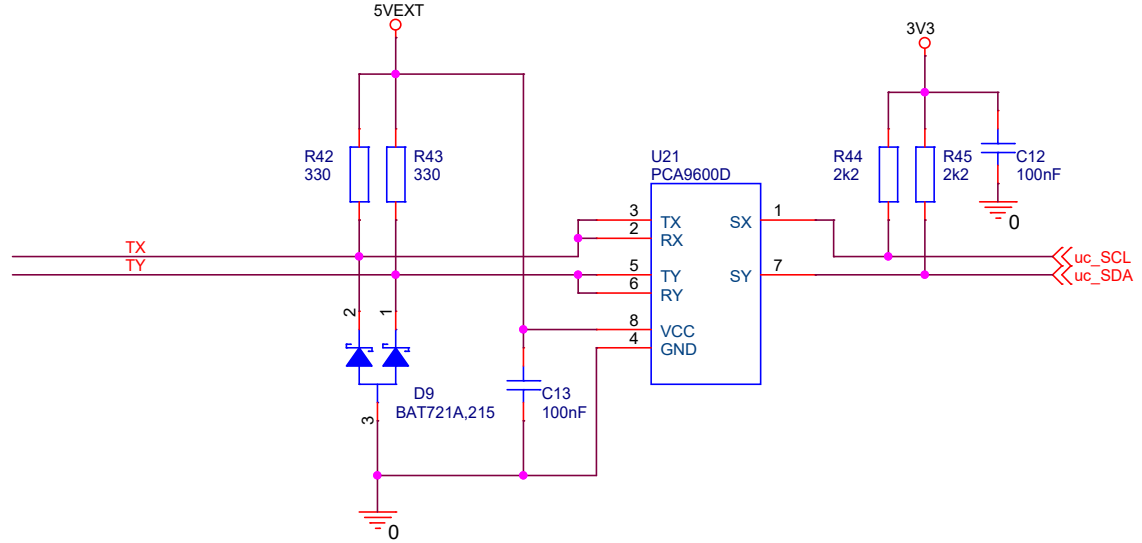 5VEXT
3V3
R42
330
R43
330
U21
PCA9600D
R44
2k2
R45
2k2
C12
100nF
0
3
TX
2
RX
SX
1
TX
TY
5
TY
6
RY
SY
7
uc_SCL
uc_SDA
2
1
8
VCC
4
GND
D9
BAT721A,215
C13
100nF
3
0